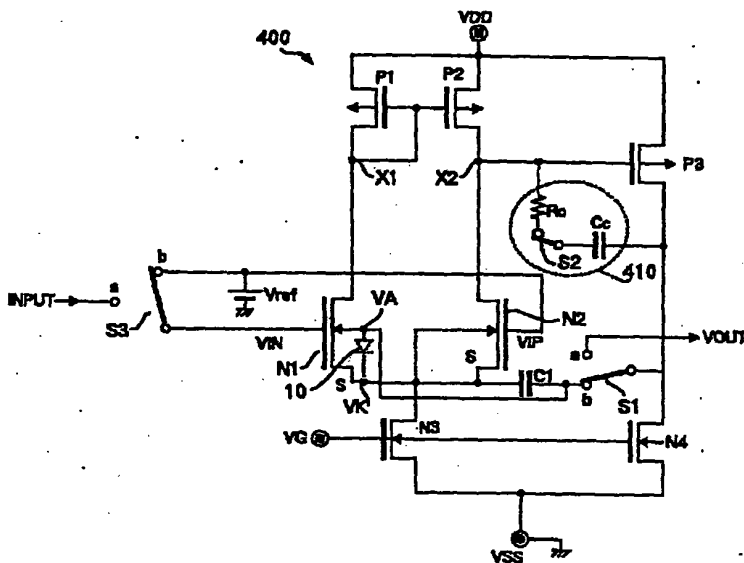 VDD
400
P1
P2
P3
X1
X2
Rc
Cc
S2
410
b
a
INPUT
S3
Vref
VA
N2
VIN
VIP
N1
10
S
S
C1
a
VOUT
b
S1
VK
N3
VG
N4
VSS